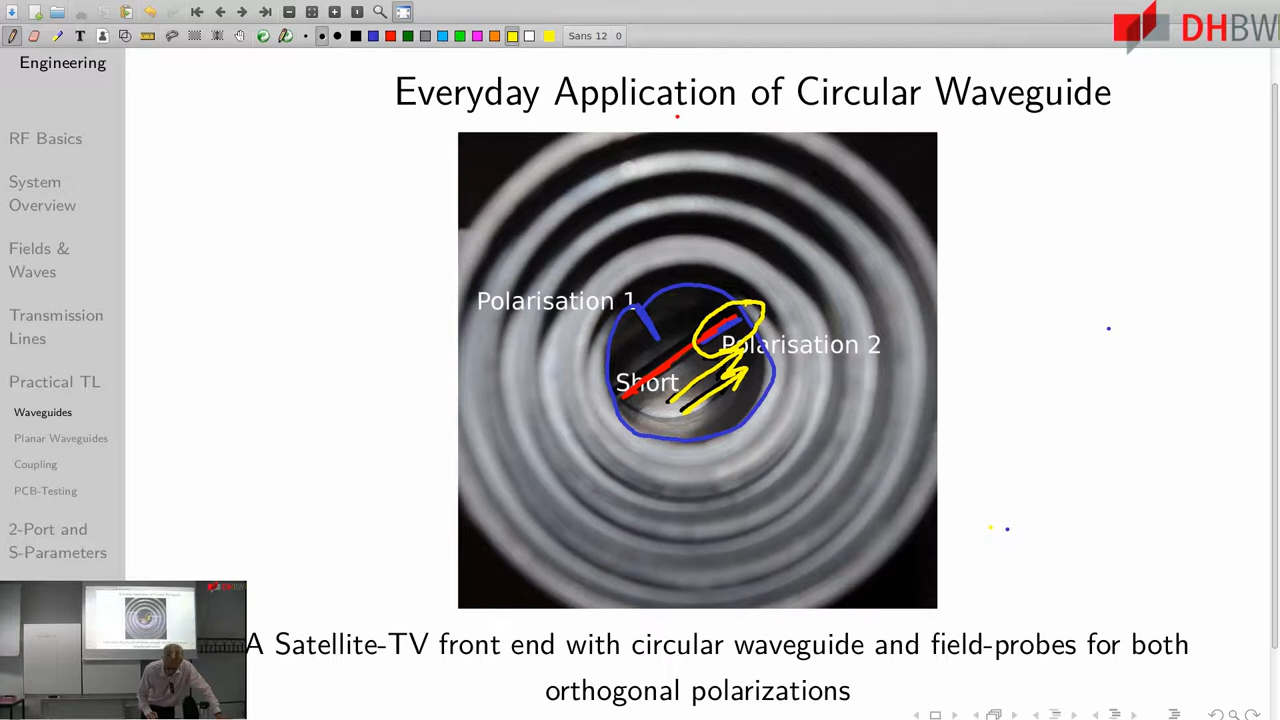 Sans 12 0
DHBW
Engineering
Everyday Application of Circular Waveguide
RF Basics
System
Overview
Fields &
Waves
Transmission
Lines
Practical TL
Waveguides
Planar Waveguides
Coupling
PCB-Testing
2-Port and
S-Parameters
Polarisation 1
Polarisation 2
Short
A Satellite-TV front end with circular waveguide and field-probes for both
orthogonal polarizations